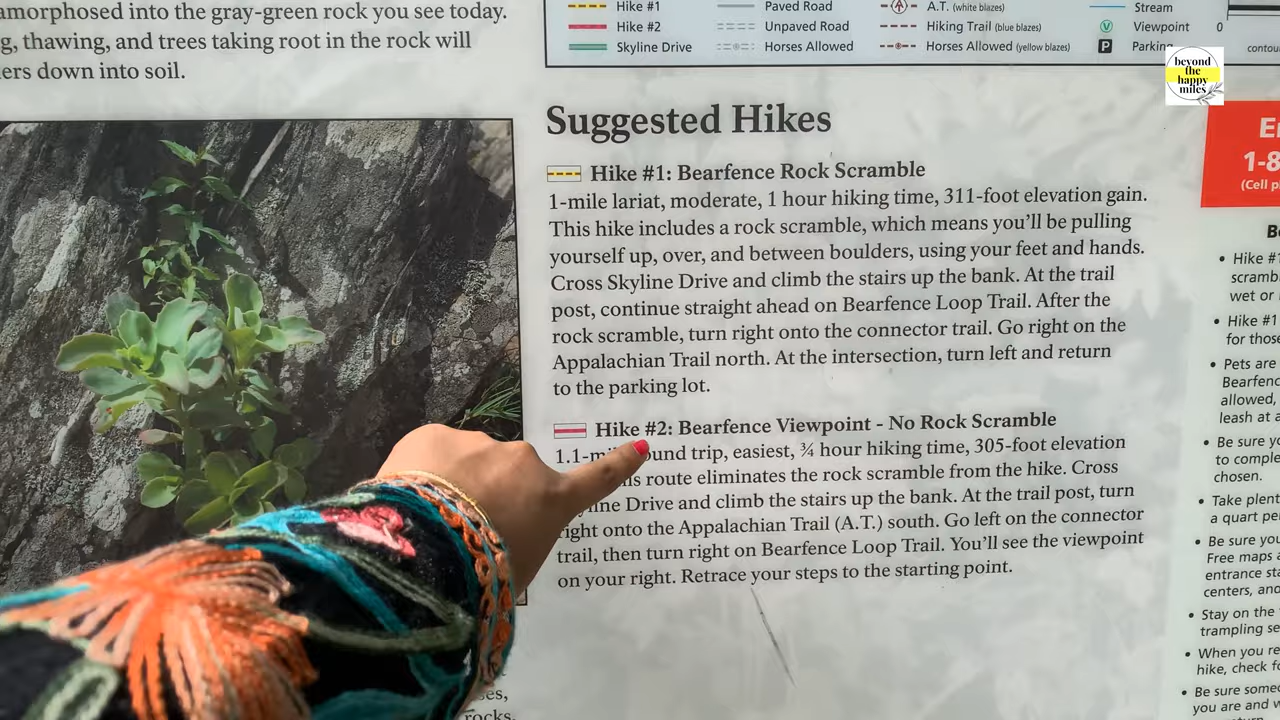 amorphosed into the gray-green rock you see today.
g, thawing, and trees taking root in the rock will
ers down into soil.
Hike #1
Hike #2
Skyline Drive
Paved Road
Unpaved Road
Horses Allowed
A.T. (white blazes)
Hiking Trail (blue blazes)
Horses Allowed (yellow blazes)
Stream
V Viewpoint
P Parking
0
contou
beyond
the
happy
miles
Suggested Hikes
Hike #1: Bearfence Rock Scramble
1-mile lariat, moderate, 1 hour hiking time, 311-foot elevation gain.
This hike includes a rock scramble, which means you’ll be pulling
yourself up, over, and between boulders, using your feet and hands.
Cross Skyline Drive and climb the stairs up the bank. At the trail
post, continue straight ahead on Bearfence Loop Trail. After the
rock scramble, turn right onto the connector trail. Go right on the
Appalachian Trail north. At the intersection, turn left and return
to the parking lot.
Hike #2: Bearfence Viewpoint - No Rock Scramble
1.1-mi ound trip, easiest, ¾ hour hiking time, 305-foot elevation
is route eliminates the rock scramble from the hike. Cross
line Drive and climb the stairs up the bank. At the trail post, turn
right onto the Appalachian Trail (A.T.) south. Go left on the connector
trail, then turn right on Bearfence Loop Trail. You’ll see the viewpoint
on your right. Retrace your steps to the starting point.
es,
rocks.
1-8
(Cell p
• Hike #1
scramb
wet or
• Hike #1
for those
• Pets are
Bearfenc
allowed,
leash at a
• Be sure yo
to comple
chosen.
• Take plent
a quart pe
• Be sure you
Free maps a
entrance sta
centers, and
• Stay on the
trampling se
• When you re
hike, check fo
• Be sure some
you are and w